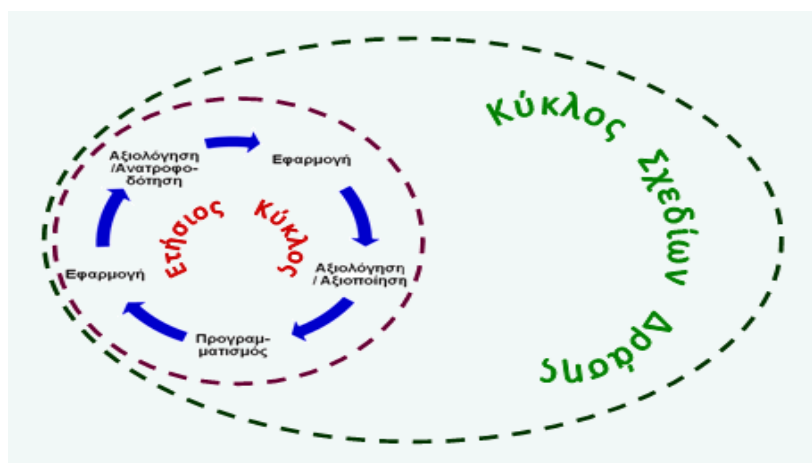 Κύκλος Σχεδίων Δράσης
Ετήσιος Κύκλος
Αξιολόγηση
/Ανατροφο-
δότηση
Εφαρμογή
Αξιολόγηση
/ Αξιοποίηση
Προγραμ-
ματισμός
Εφαρμογή